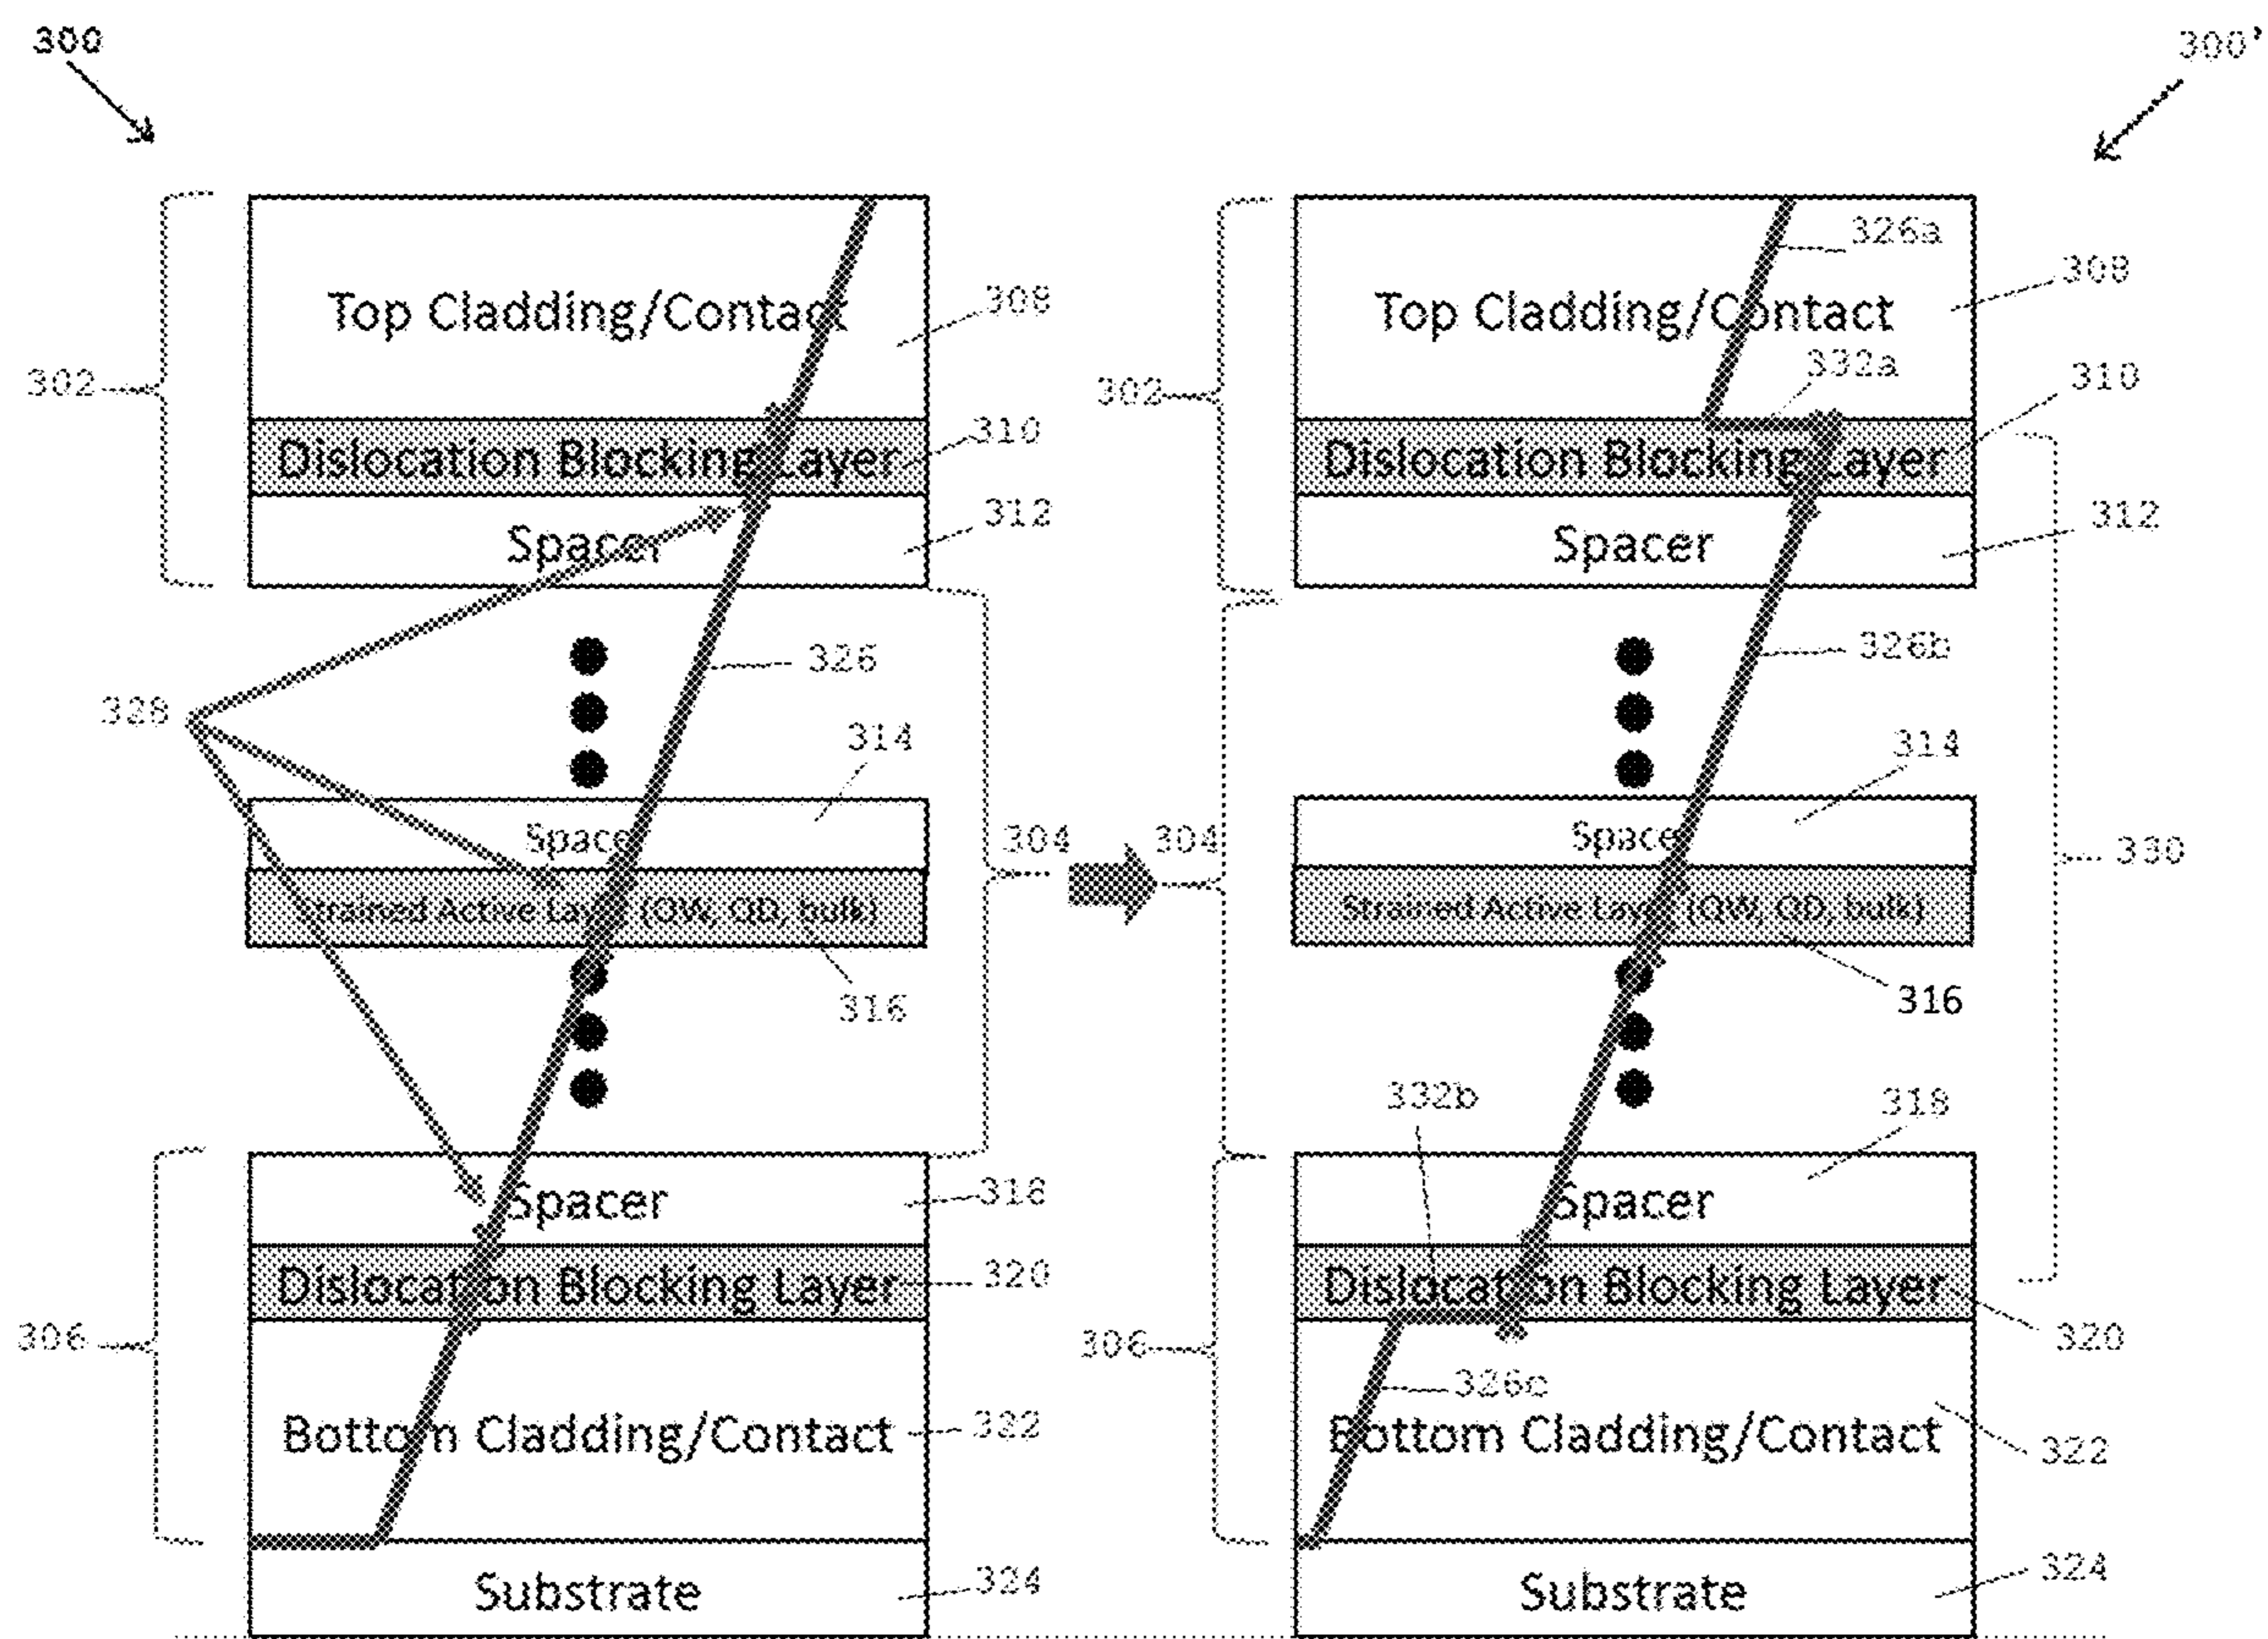 300
300'
326a
Top Cladding/Contact
308
Top Cladding/Contact
308
332a
302
302
310
Dislocation Blocking Layer
310
Dislocation Blocking Layer
312
Spacer
312
Spacer
326
326b
328
314
314
Space
304
304
Space
330
Strained Active Layer (QW, QD, bulk)
Strained Active Layer (QW, QD, bulk)
316
316
332b
318
Spacer
318
Spacer
Dislocation Blocking Layer
320
Dislocation Blocking Layer
306
306
320
326c
Bottom Cladding/Contact
322
Bottom Cladding/Contact
322
Substrate
324
Substrate
324